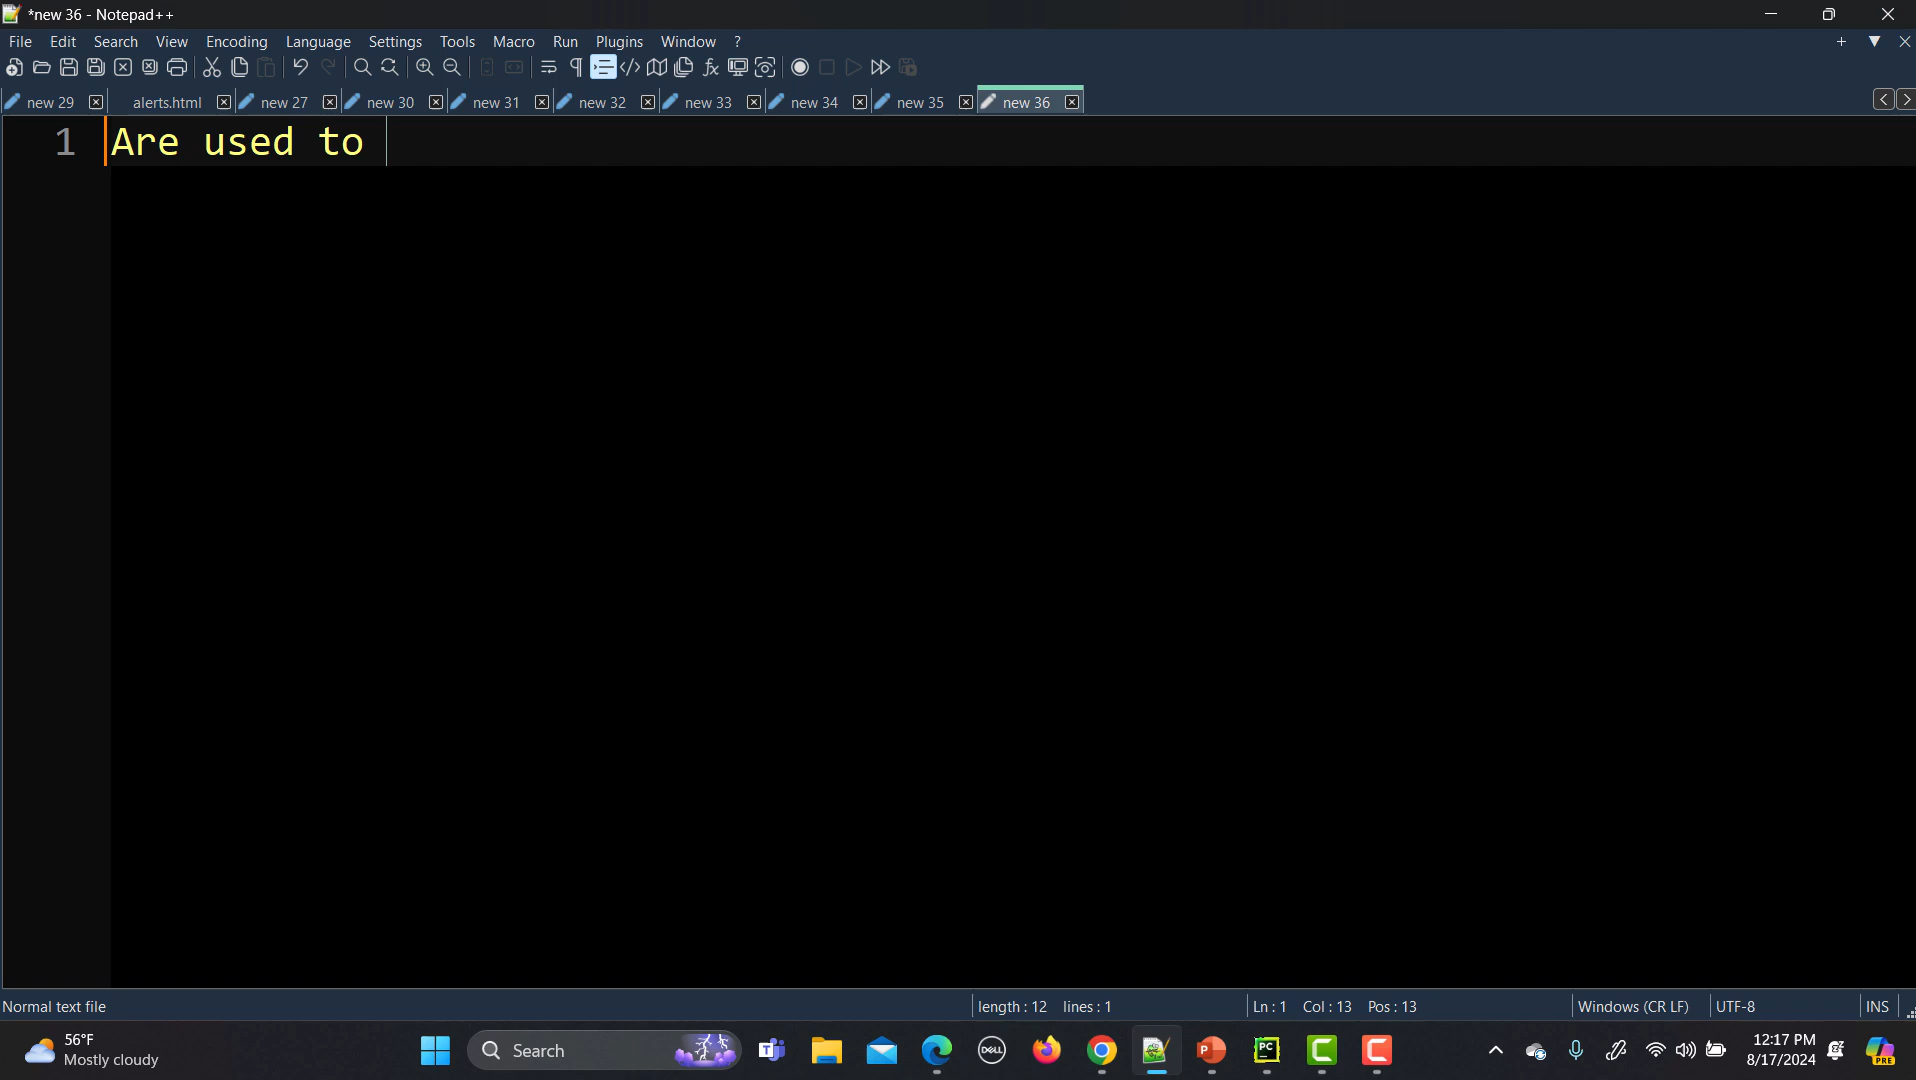 *new 36 - Notepad++
File Edit Search View Encoding Language Settings Tools Macro Run Plugins Window ?
new 29 alerts.html new 27 new 30 new 31 new 32 new 33 new 34 new 35 new 36
1 Are used to
Normal text file length : 12 lines : 1 Ln : 1 Col : 13 Pos : 13 Windows (CR LF) UTF-8 INS
56°F
Mostly cloudy
Search
DELL
PC
12:17 PM
8/17/2024
PRE